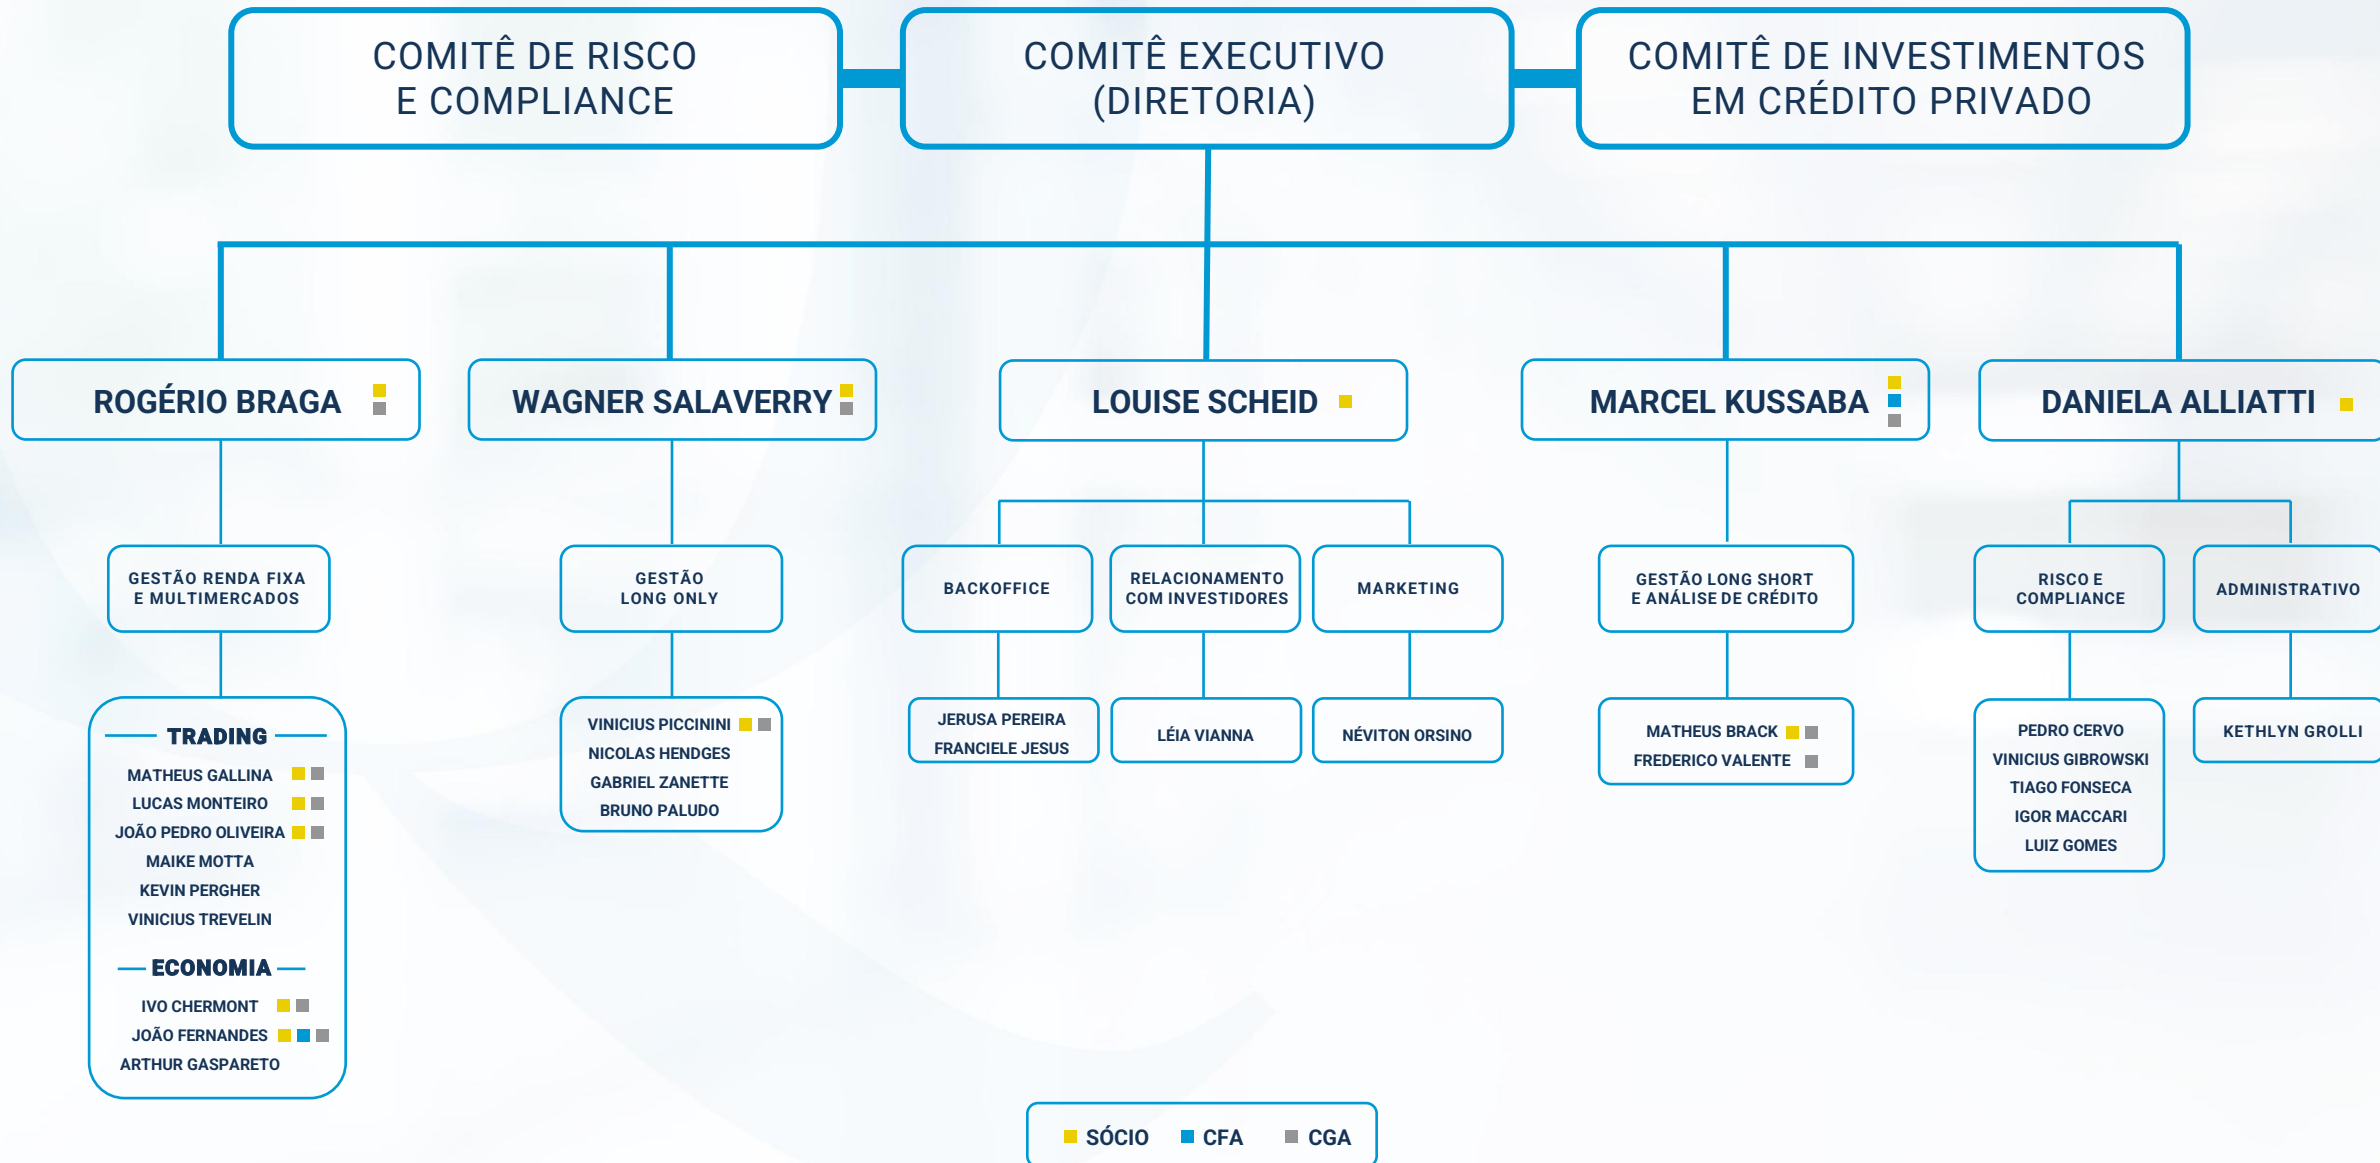 COMITÊ DE RISCO
E COMPLIANCE
COMITÊ EXECUTIVO
(DIRETORIA)
COMITÊ DE INVESTIMENTOS
EM CRÉDITO PRIVADO
ROGÉRIO BRAGA
WAGNER SALAVERRY
LOUISE SCHEID
MARCEL KUSSABA
DANIELA ALLIATTI
GESTÃO RENDA FIXA
E MULTIMERCADOS
GESTÃO
LONG ONLY
BACKOFFICE
RELACIONAMENTO
COM INVESTIDORES
MARKETING
GESTÃO LONG SHORT
E ANÁLISE DE CRÉDITO
RISCO E
COMPLIANCE
ADMINISTRATIVO
TRADING
MATHEUS GALLINA
LUCAS MONTEIRO
JOÃO PEDRO OLIVEIRA
MAIKE MOTTA
KEVIN PERGHER
VINICIUS TREVELIN
ECONOMIA
IVO CHERMONT
JOÃO FERNANDES
ARTHUR GASPARETO
VINICIUS PICCININI
NICOLAS HENDGES
GABRIEL ZANETTE
BRUNO PALUDO
JERUSA PEREIRA
FRANCIELE JESUS
LÉIA VIANNA
NÉVITON ORSINO
MATHEUS BRACK
FREDERICO VALENTE
PEDRO CERVO
VINICIUS GIBROWSKI
TIAGO FONSECA
IGOR MACCARI
LUIZ GOMES
KETHLYN GROLLI
SÓCIO CFA CGA